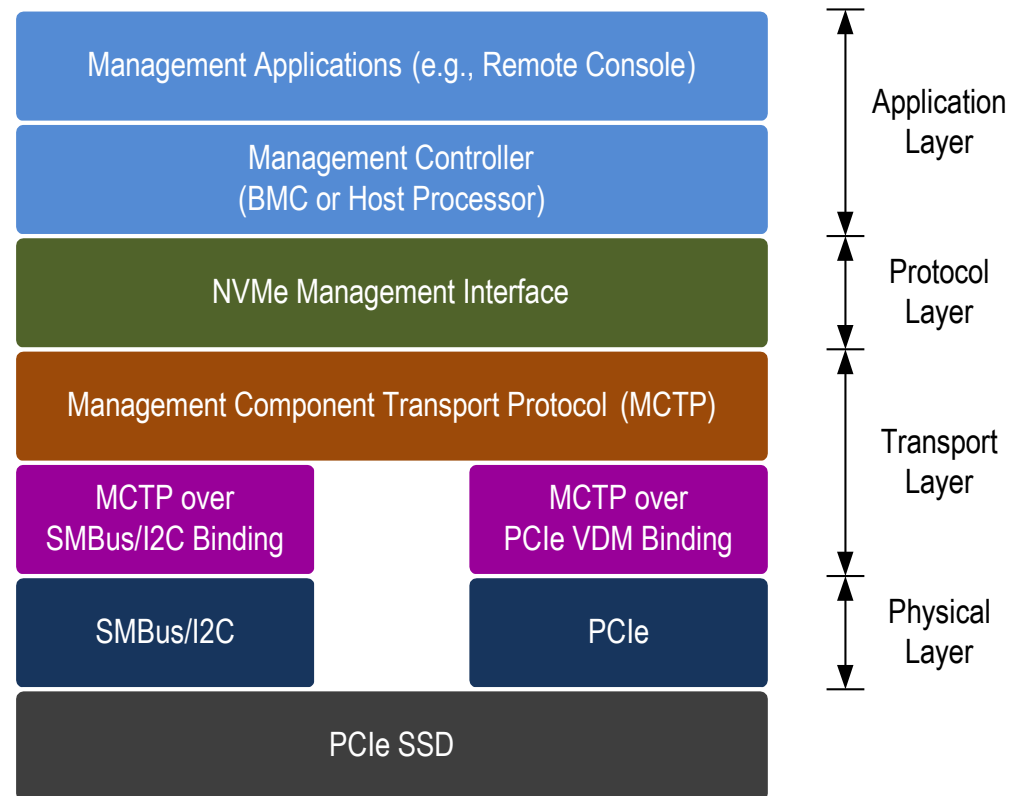 Management Applications (e.g., Remote Console)
Management Controller
(BMC or Host Processor)
NVMe Management Interface
Management Component Transport Protocol (MCTP)
MCTP over
SMBus/I2C Binding
MCTP over
PCIe VDM Binding
SMBus/I2C
PCIe
PCIe SSD
Application
Layer
Protocol
Layer
Transport
Layer
Physical
Layer